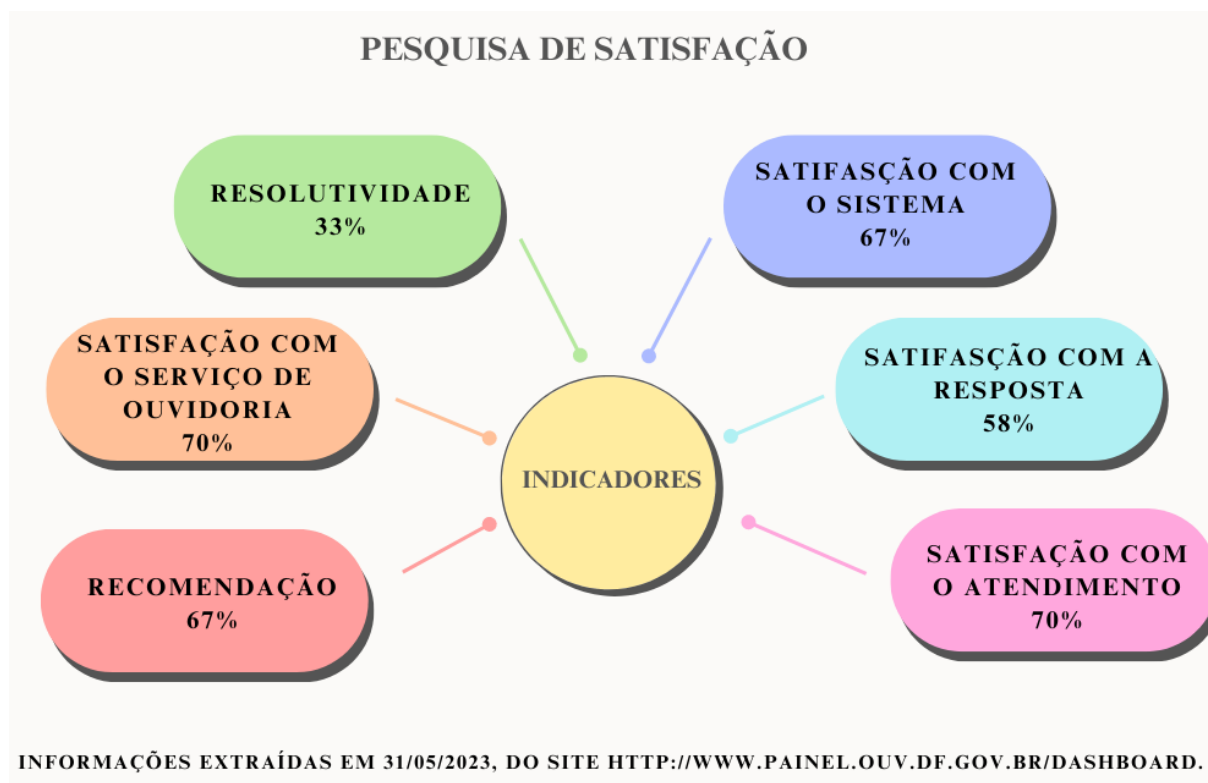 PESQUISA DE SATISFAÇÃO
RESOLUTIVIDADE
33%
SATIFASÇÃO COM
O SISTEMA
67%
SATISFAÇÃO COM
O SERVIÇO DE
OUVIDORIA
70%
SATIFASÇÃO COM A
RESPOSTA
58%
INDICADORES
RECOMENDAÇÃO
67%
SATISFAÇÃO COM
O ATENDIMENTO
70%
INFORMAÇÕES EXTRAÍDAS EM 31/05/2023, DO SITE HTTP://WWW.PAINEL.OUV.DF.GOV.BR/DASHBOARD.